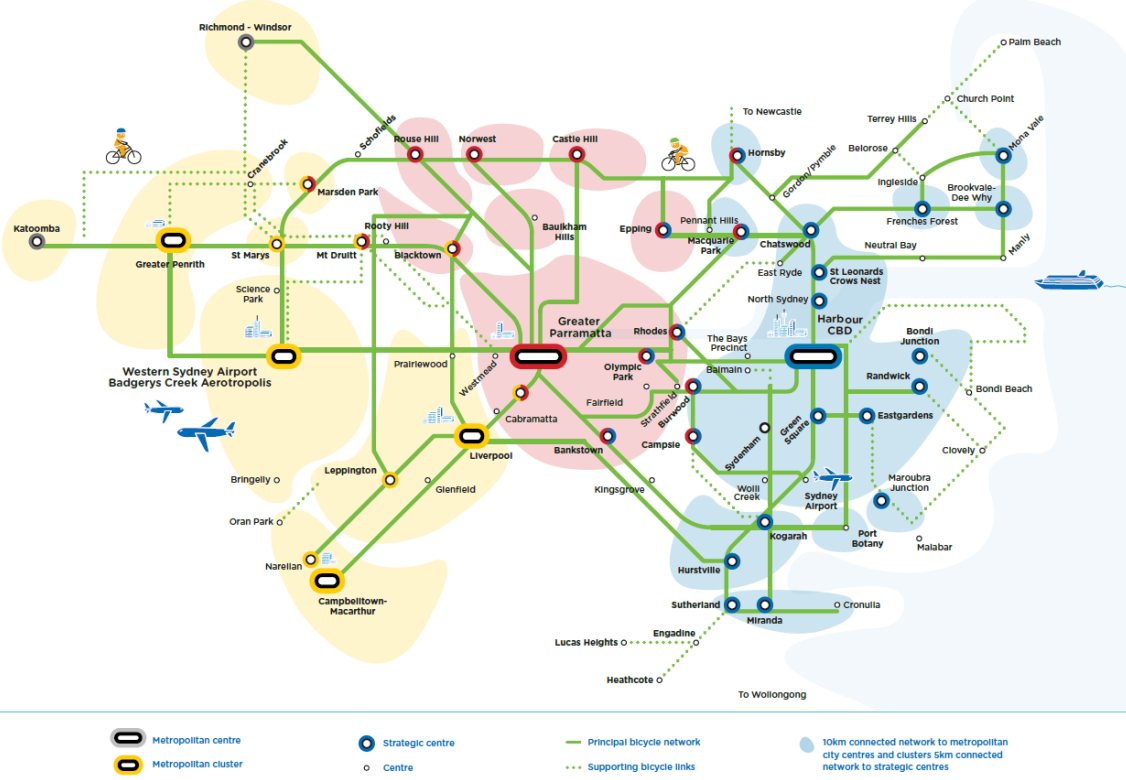 Richmond - Windsor
Palm Beach
Church Point
To Newcastle
Terrey Hills
Mona Vale
Schofields
Rouse Hill
Norwest
Castle Hill
Hornsby
Gordon/Pymble
Belorose
Cranebrook
Ingleside
Marsden Park
Brookvale-
Dee Why
Katoomba
Rooty Hill
Baulkham
Hills
Epping
Pennant Hills
Macquarie
Park
Chatswood
Frenches Forest
Manly
Greater Penrith
St Marys
Mt Druitt
Blacktown
Neutral Bay
East Ryde
St Leonards
Crows Nest
Science
Park
North Sydney
Greater
Parramatta
Rhodes
Harbour
CBD
The Bays
Precinct
Bondi
Junction
Western Sydney Airport
Badgerys Creek Aerotropolis
Prairiewood
Westmead
Olympic
Park
Balmain
Randwick
Bondi Beach
Fairfield
Strathfield
Burwood
Cabramatta
Green
Square
Eastgardens
Liverpool
Bankstown
Campsie
Sydenham
Clovely
Leppington
Bringelly
Glenfield
Kingsgrove
Wolli
Creek
Sydney
Airport
Maroubra
Junction
Oran Park
Kogarah
Port
Botany
Malabar
Narellan
Hurstville
Campbelltown-
Macarthur
Sutherland
Miranda
Cronulla
Lucas Heights
Engadine
Heathcote
To Wollongong
Metropolitan centre
Metropolitan cluster
Strategic centre
Centre
Principal bicycle network
Supporting bicycle links
10km connected network to metropolitan
city centres and clusters 5km connected
network to strategic centres